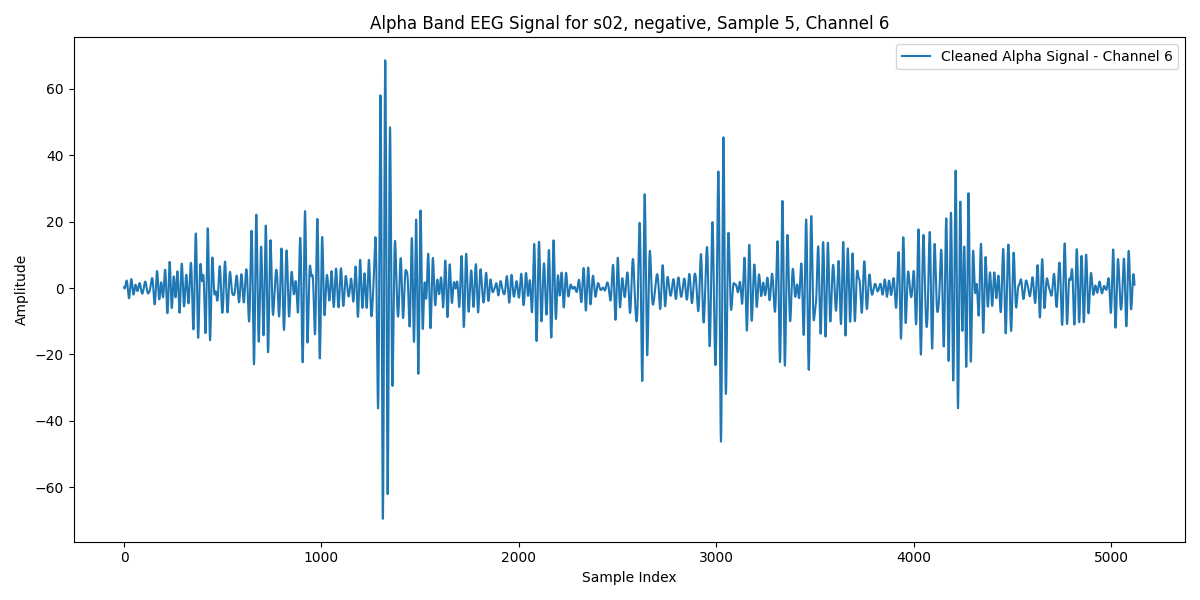 Alpha Band EEG Signal for s02, negative, Sample 5, Channel 6
Cleaned Alpha Signal - Channel 6
Amplitude
60
40
20
0
−20
−40
−60
0 1000 2000 3000 4000 5000
Sample Index